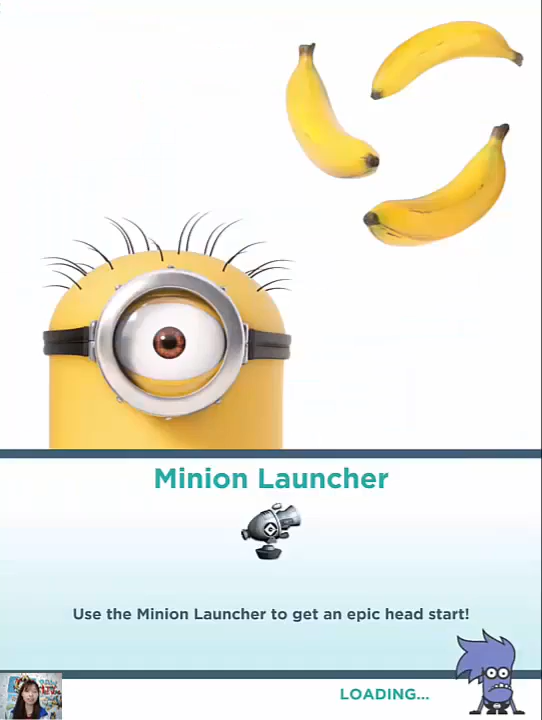 Minion Launcher
Use the Minion Launcher to get an epic head start!
LOADING...